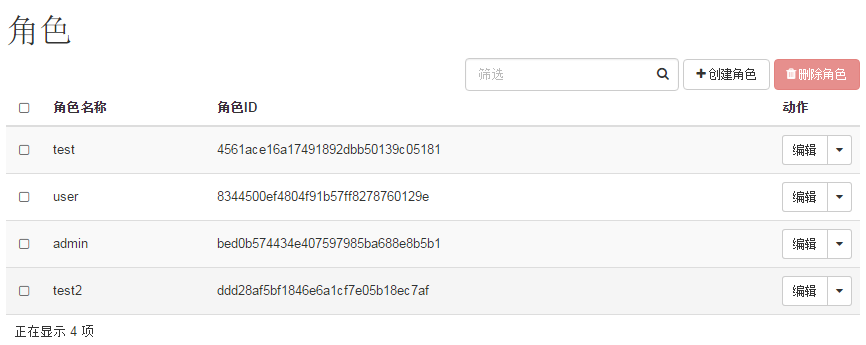 角色
筛选 创建角色 删除角色
角色名称 角色ID 动作
test 4561ace16a17491892dbb50139c05181 编辑
user 8344500ef4804f91b57ff8278760129e 编辑
admin bed0b574434e407597985ba688e8b5b1 编辑
test2 ddd28af5bf1846e6a1cf7e05b18ec7af 编辑
正在显示 4 项